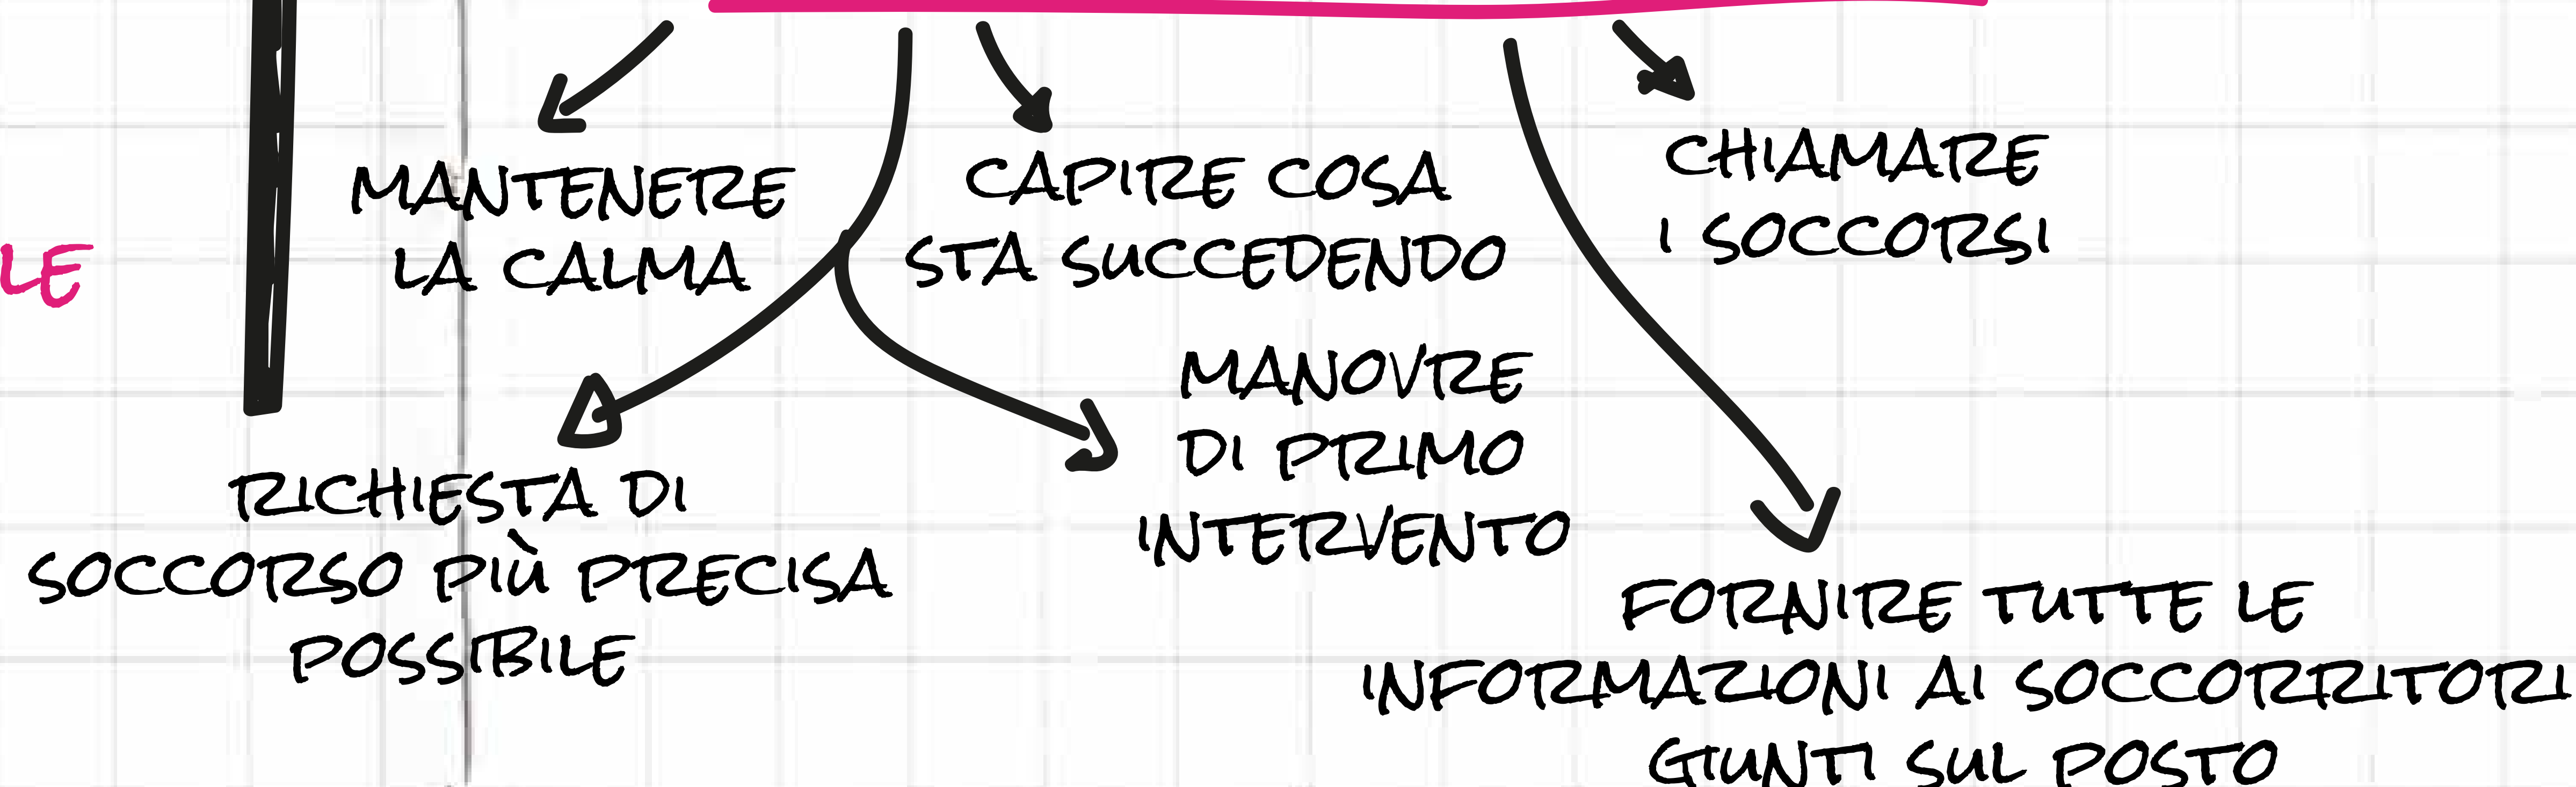 LE
MANTENERE
LA CALMA
CAPIRE COSA
STA SUCCEDENDO
CHIAMARE
I SOCCORSI
RICHIESTA DI
SOCCORSO PIÙ PRECISA
POSSIBILE
MANOVRE
DI PRIMO
INTERVENTO
FORNIRE TUTTE LE
INFORMAZIONI AI SOCCORRITORI
GIUNTI SUL POSTO